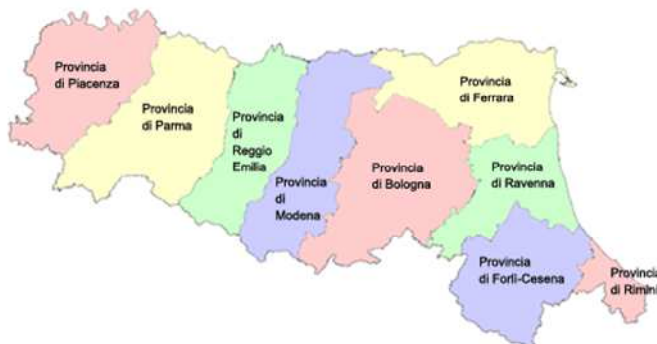 Provincia
di Piacenza
Provincia
di Parma
Provincia
di
Reggio
Emilia
Provincia
di
Modena
Provincia
di Bologna
Provincia
di Ferrara
Provincia
di Ravenna
Provincia
di Forlì-Cesena
Provincia
di Rimini